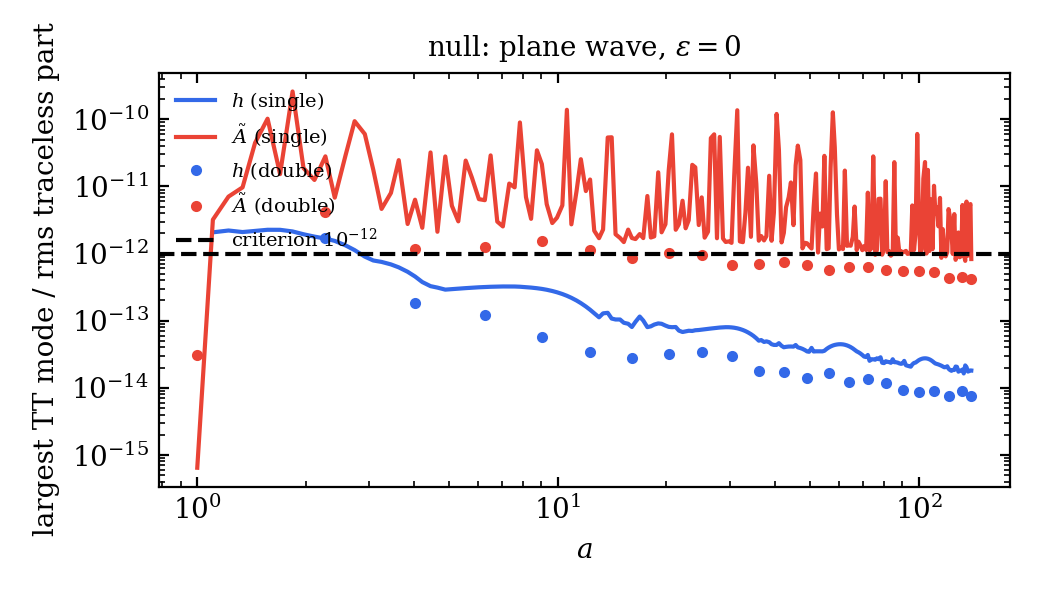 null: plane wave, ε = 0
largest TT mode / rms traceless part
10⁻¹⁰
10⁻¹¹
10⁻¹²
10⁻¹³
10⁻¹⁴
10⁻¹⁵
h (single)
Ã (single)
h (double)
Ã (double)
criterion 10⁻¹²
10⁰
10¹
10²
a